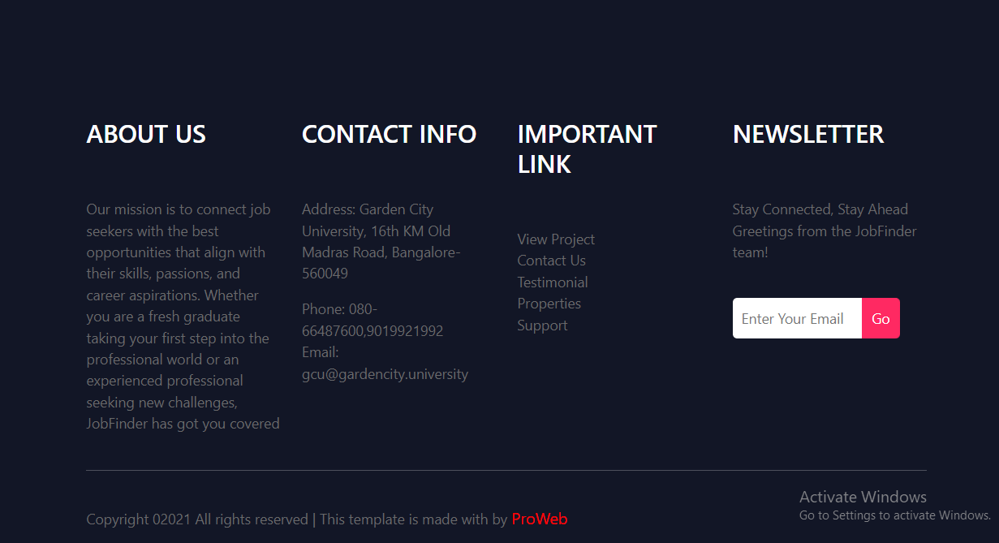 ABOUT US
Our mission is to connect job
seekers with the best
opportunities that align with
their skills, passions, and
career aspirations. Whether
you are a fresh graduate
taking your first step into the
professional world or an
experienced professional
seeking new challenges,
JobFinder has got you covered
CONTACT INFO
Address: Garden City
University, 16th KM Old
Madras Road, Bangalore-
560049
Phone: 080-
66487600,9019921992
Email:
gcu@gardencity.university
IMPORTANT
LINK
View Project
Contact Us
Testimonial
Properties
Support
NEWSLETTER
Stay Connected, Stay Ahead
Greetings from the JobFinder
team!
Enter Your Email Go
Copyright 02021 All rights reserved | This template is made with by ProWeb
Activate Windows
Go to Settings to activate Windows.